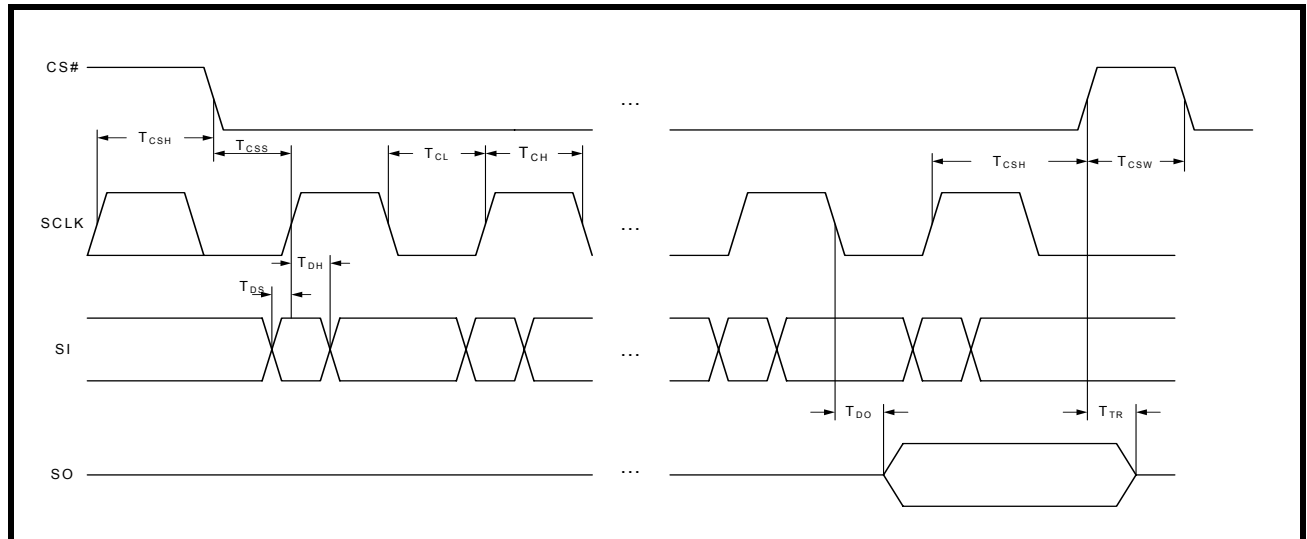 CS#
...
T CSH
T CSS
T CL
T CH
T CSH
T CSW
SCLK
...
T DH
T DS
SI
...
T DO
T TR
SO
...